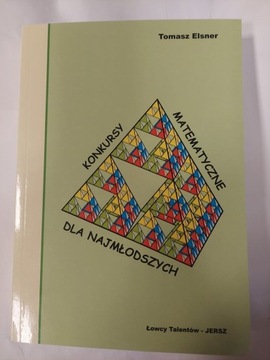 Tomasz Elsner
KONKURSY
MATEMATYCZNE
DLA NAJMŁODSZYCH
Łowcy Talentów - JERSZ